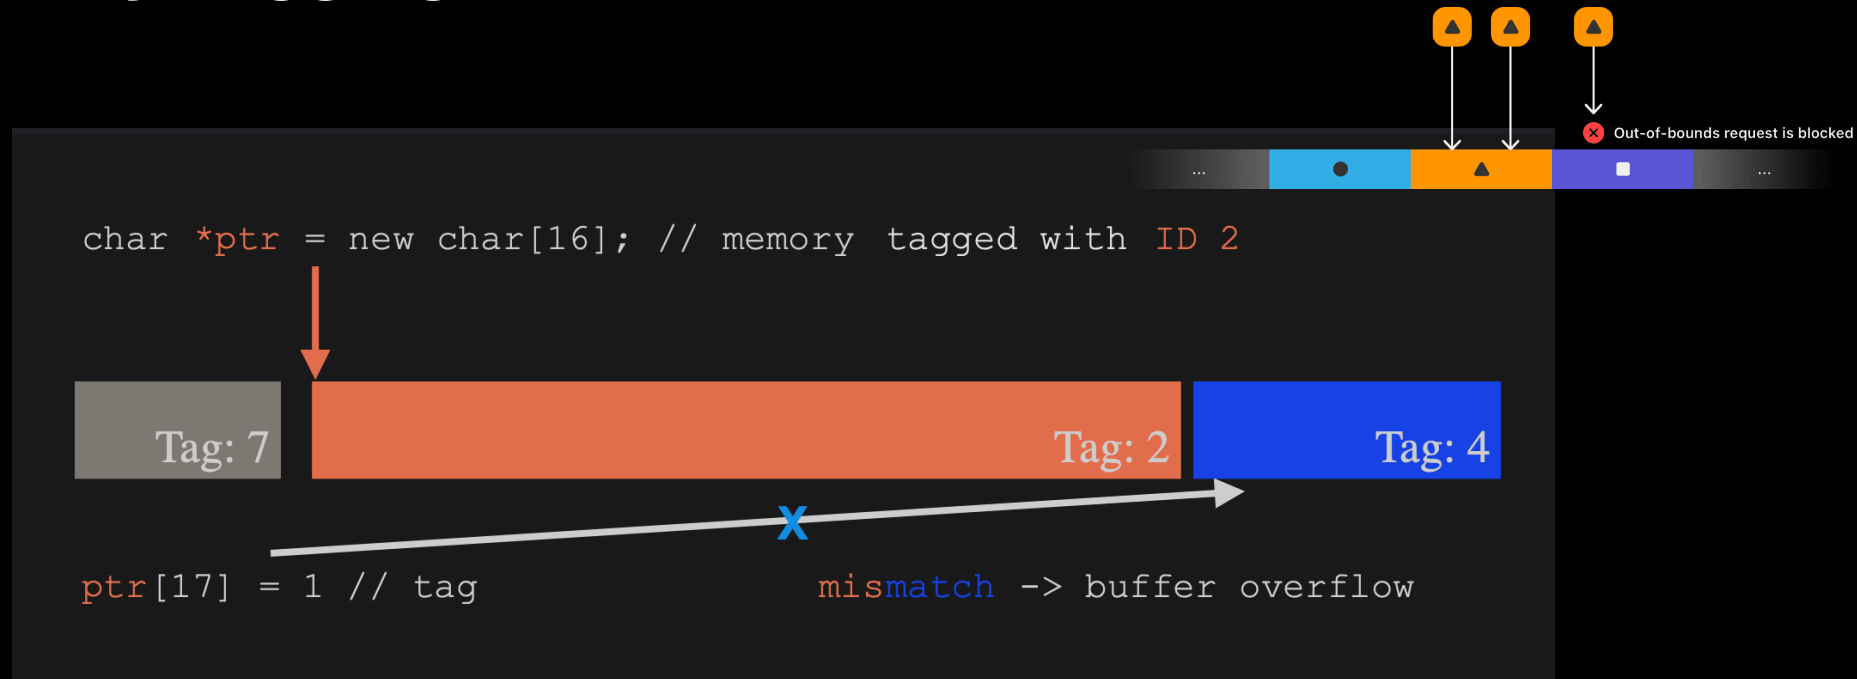 Out-of-bounds request is blocked
... ...
char *ptr = new char[16]; // memory tagged with ID 2
Tag: 7 Tag: 2 Tag: 4
X
ptr[17] = 1 // tag mismatch -> buffer overflow